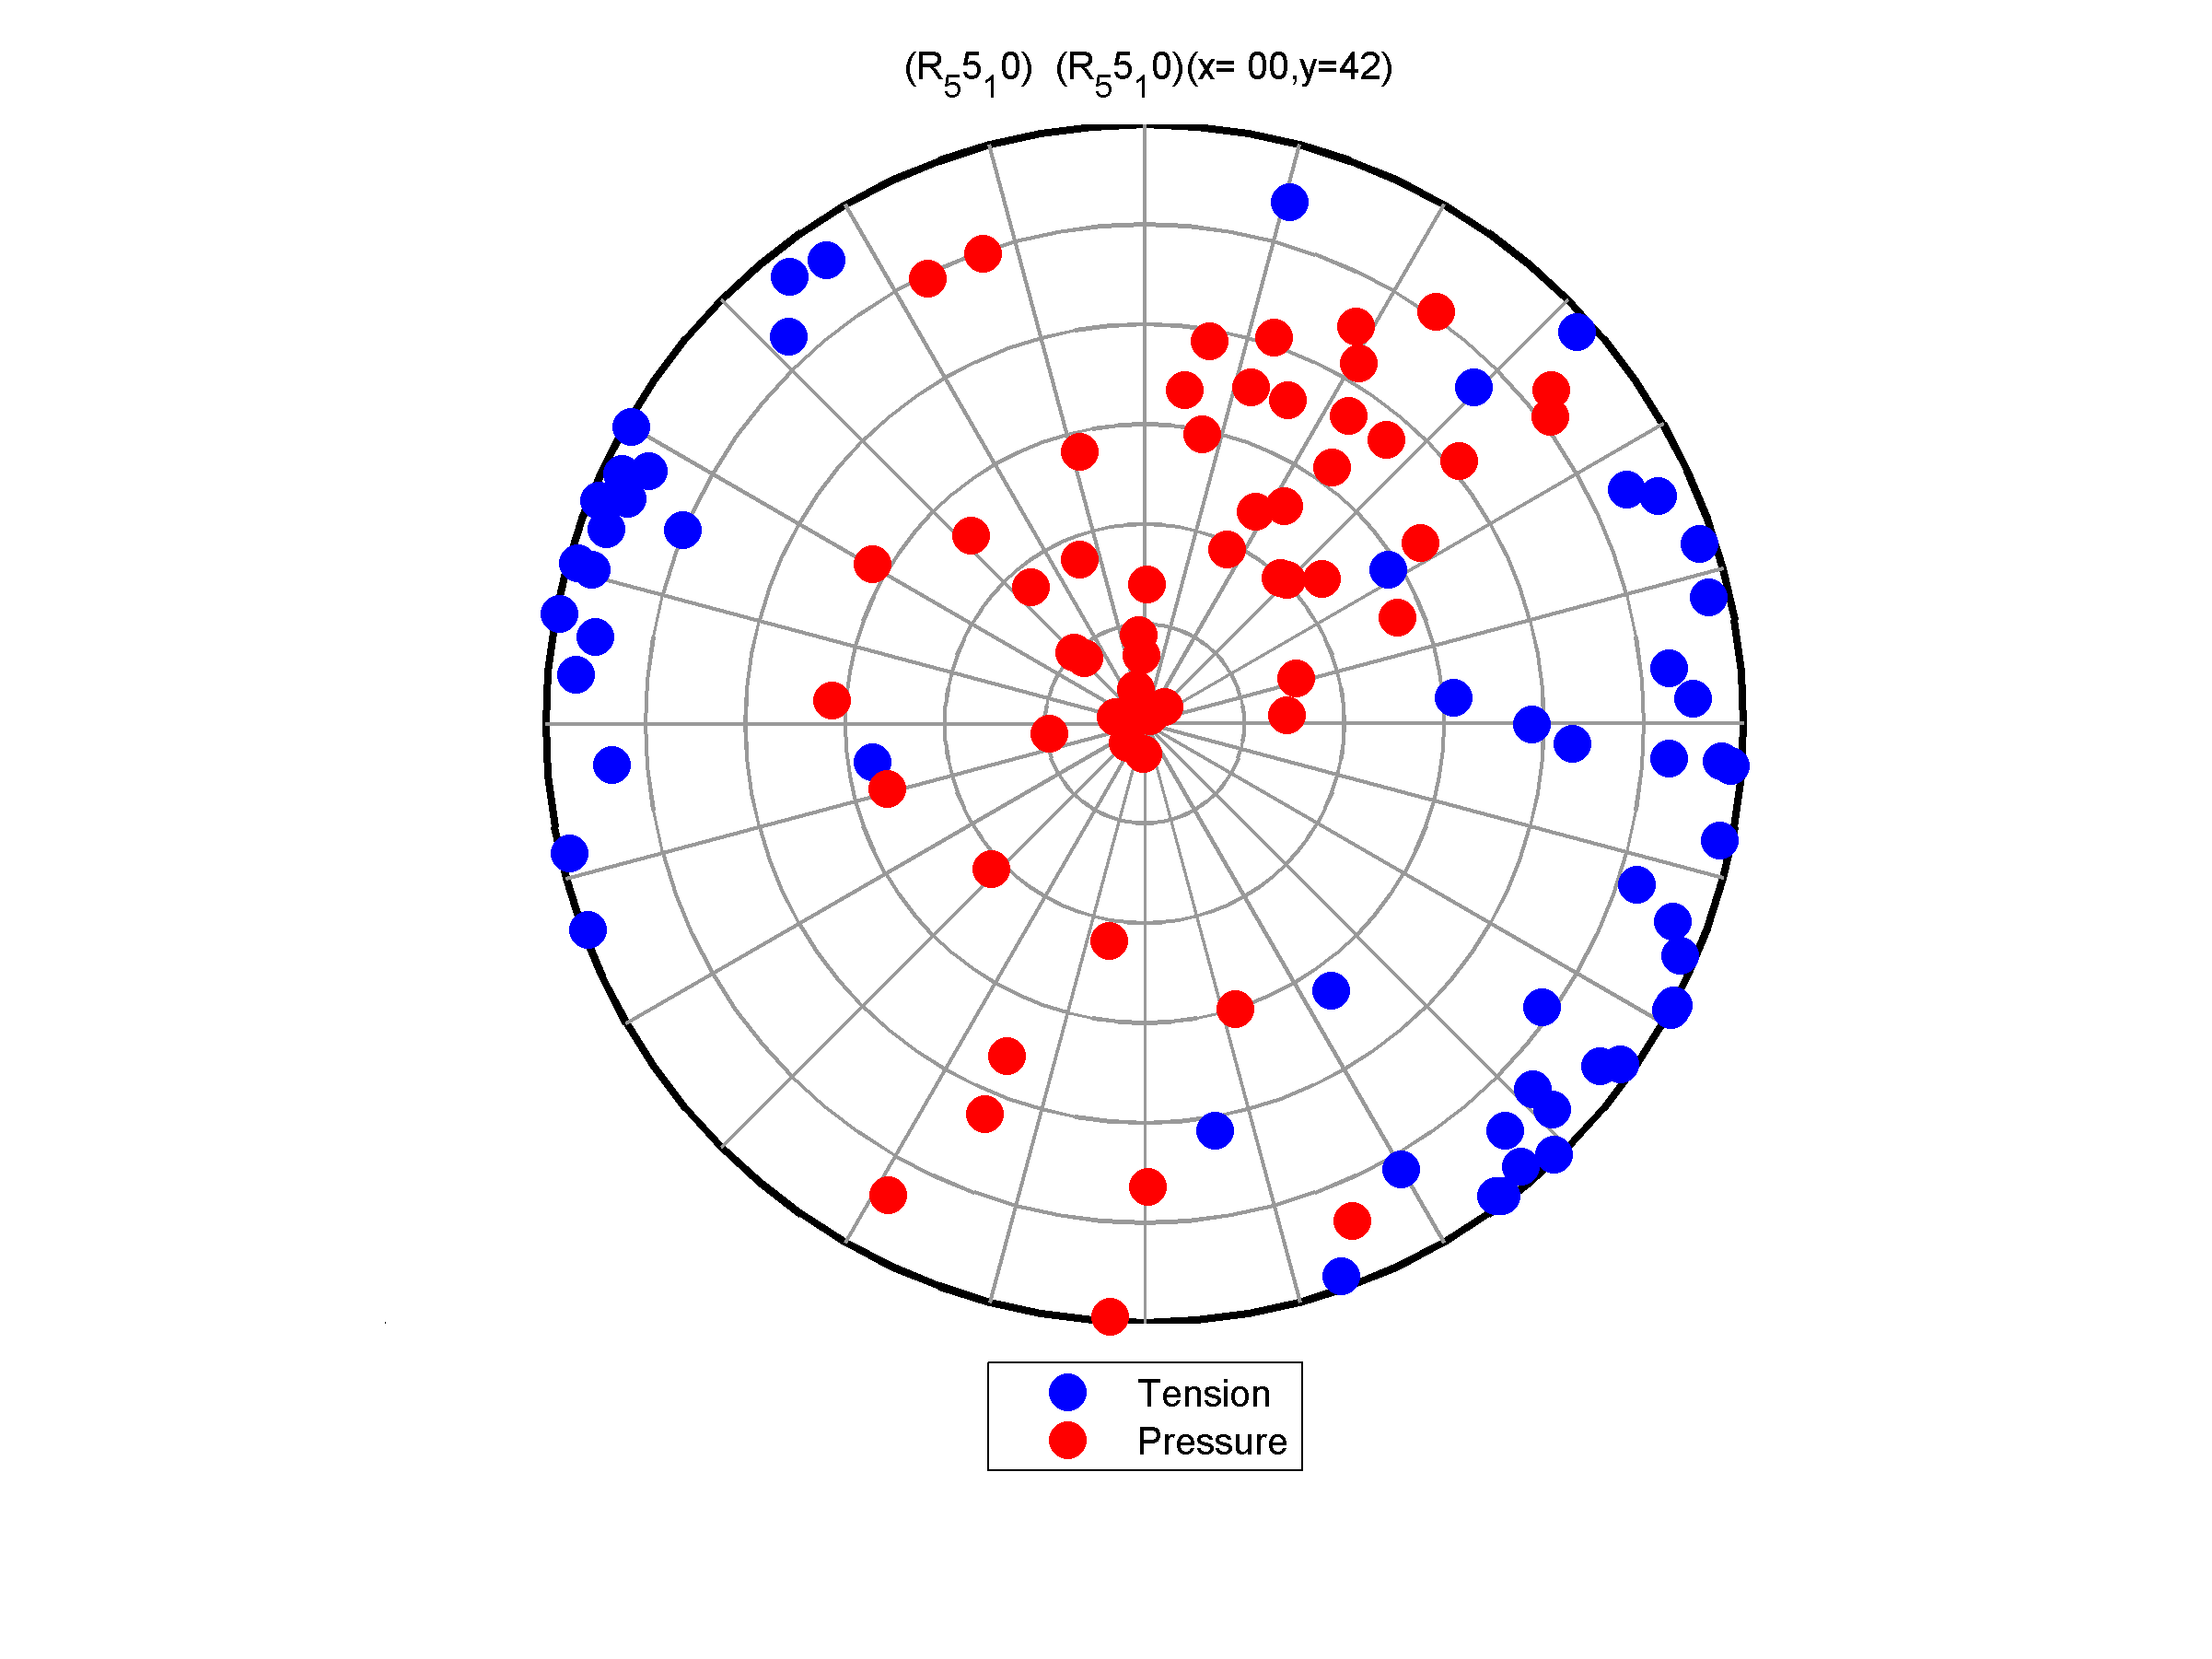 (R₅5₁0)  (R₅5₁0)(x= 00,y=42)
Tension
Pressure